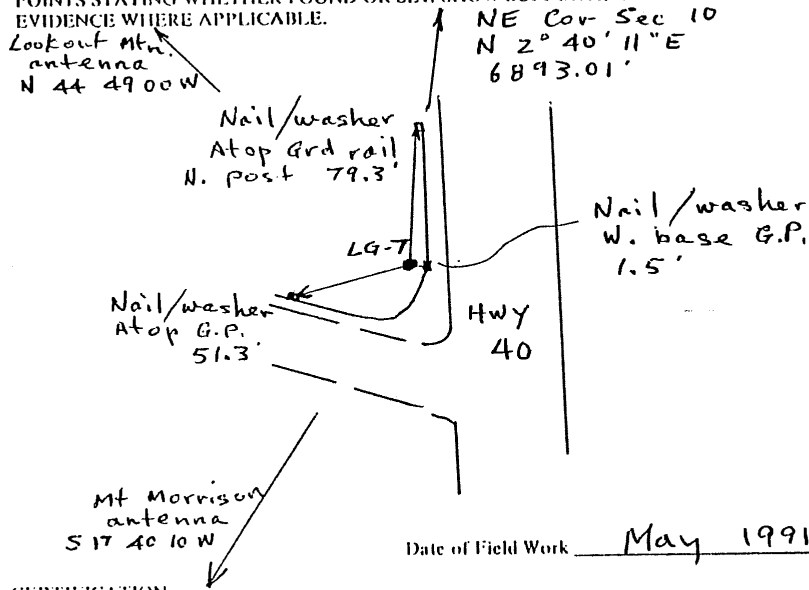 EVIDENCE WHERE APPLICABLE.
Lookout Mtn.
antenna
N 44 49 00 W
NE Cor Sec 10
N 2° 40' 11" E
6893.01'
Nail/washer
Atop Grd rail
N. post 79.3'
Nail/washer
W. base G.P.
1.5'
LG-7
Nail/washer
Atop G.P.
51.3'
HWY
40
Mt Morrison
antenna
S 17 40 10 W
Date of Field Work May 1991